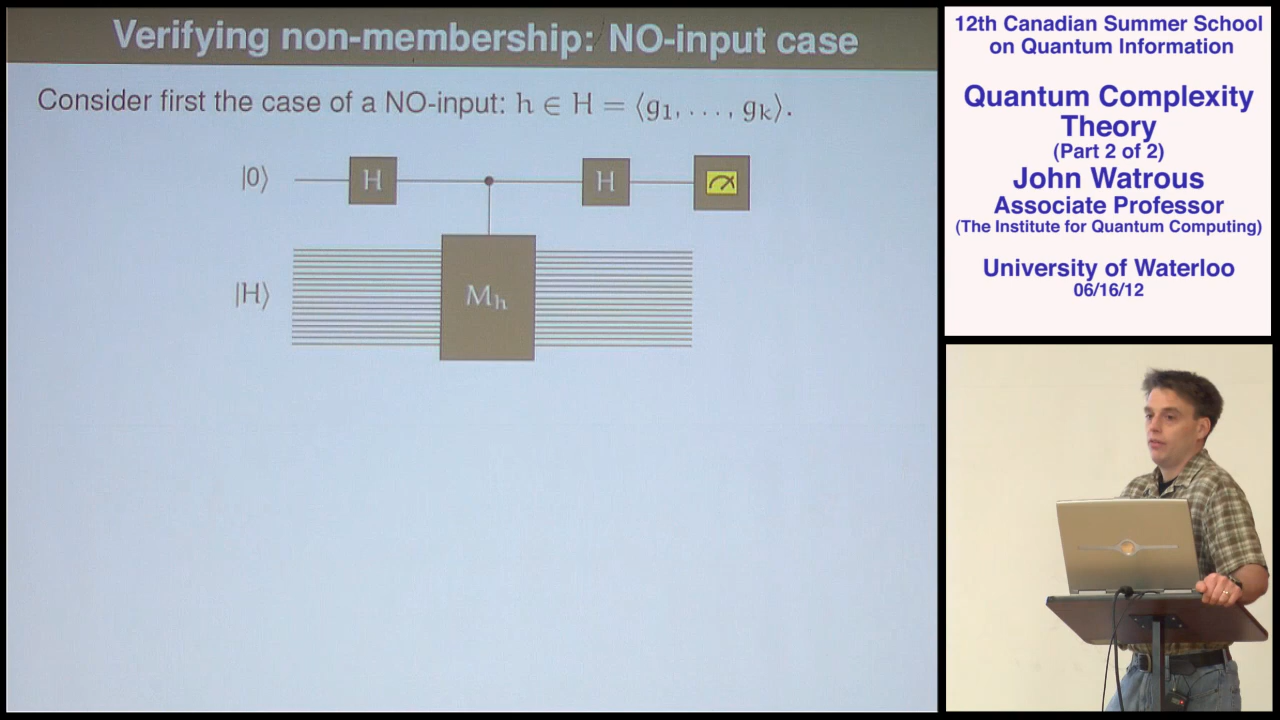 Verifying non-membership: NO-input case
Consider first the case of a NO-input: h ∈ H = ⟨g₁, . . . , gₖ⟩.
|0⟩ H H
|H⟩ Mₕ
12th Canadian Summer School
on Quantum Information
Quantum Complexity
Theory
(Part 2 of 2)
John Watrous
Associate Professor
(The Institute for Quantum Computing)
University of Waterloo
06/16/12